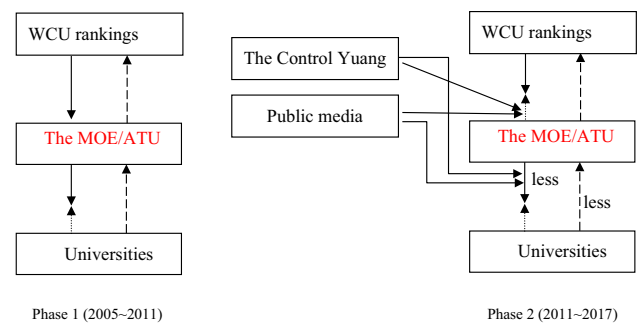 WCU rankings
The MOE/ATU
Universities
Phase 1 (2005~2011)
The Control Yuang
Public media
WCU rankings
The MOE/ATU
less
less
Universities
Phase 2 (2011~2017)